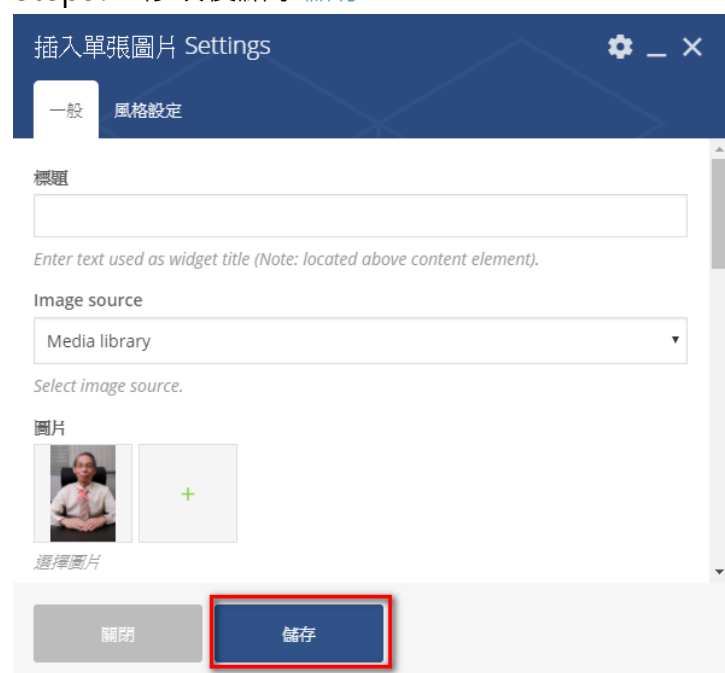 插入單張圖片 Settings
一般 風格設定
標題
Enter text used as widget title (Note: located above content element).
Image source
Media library
Select image source.
圖片
+
選擇圖片
關閉 儲存